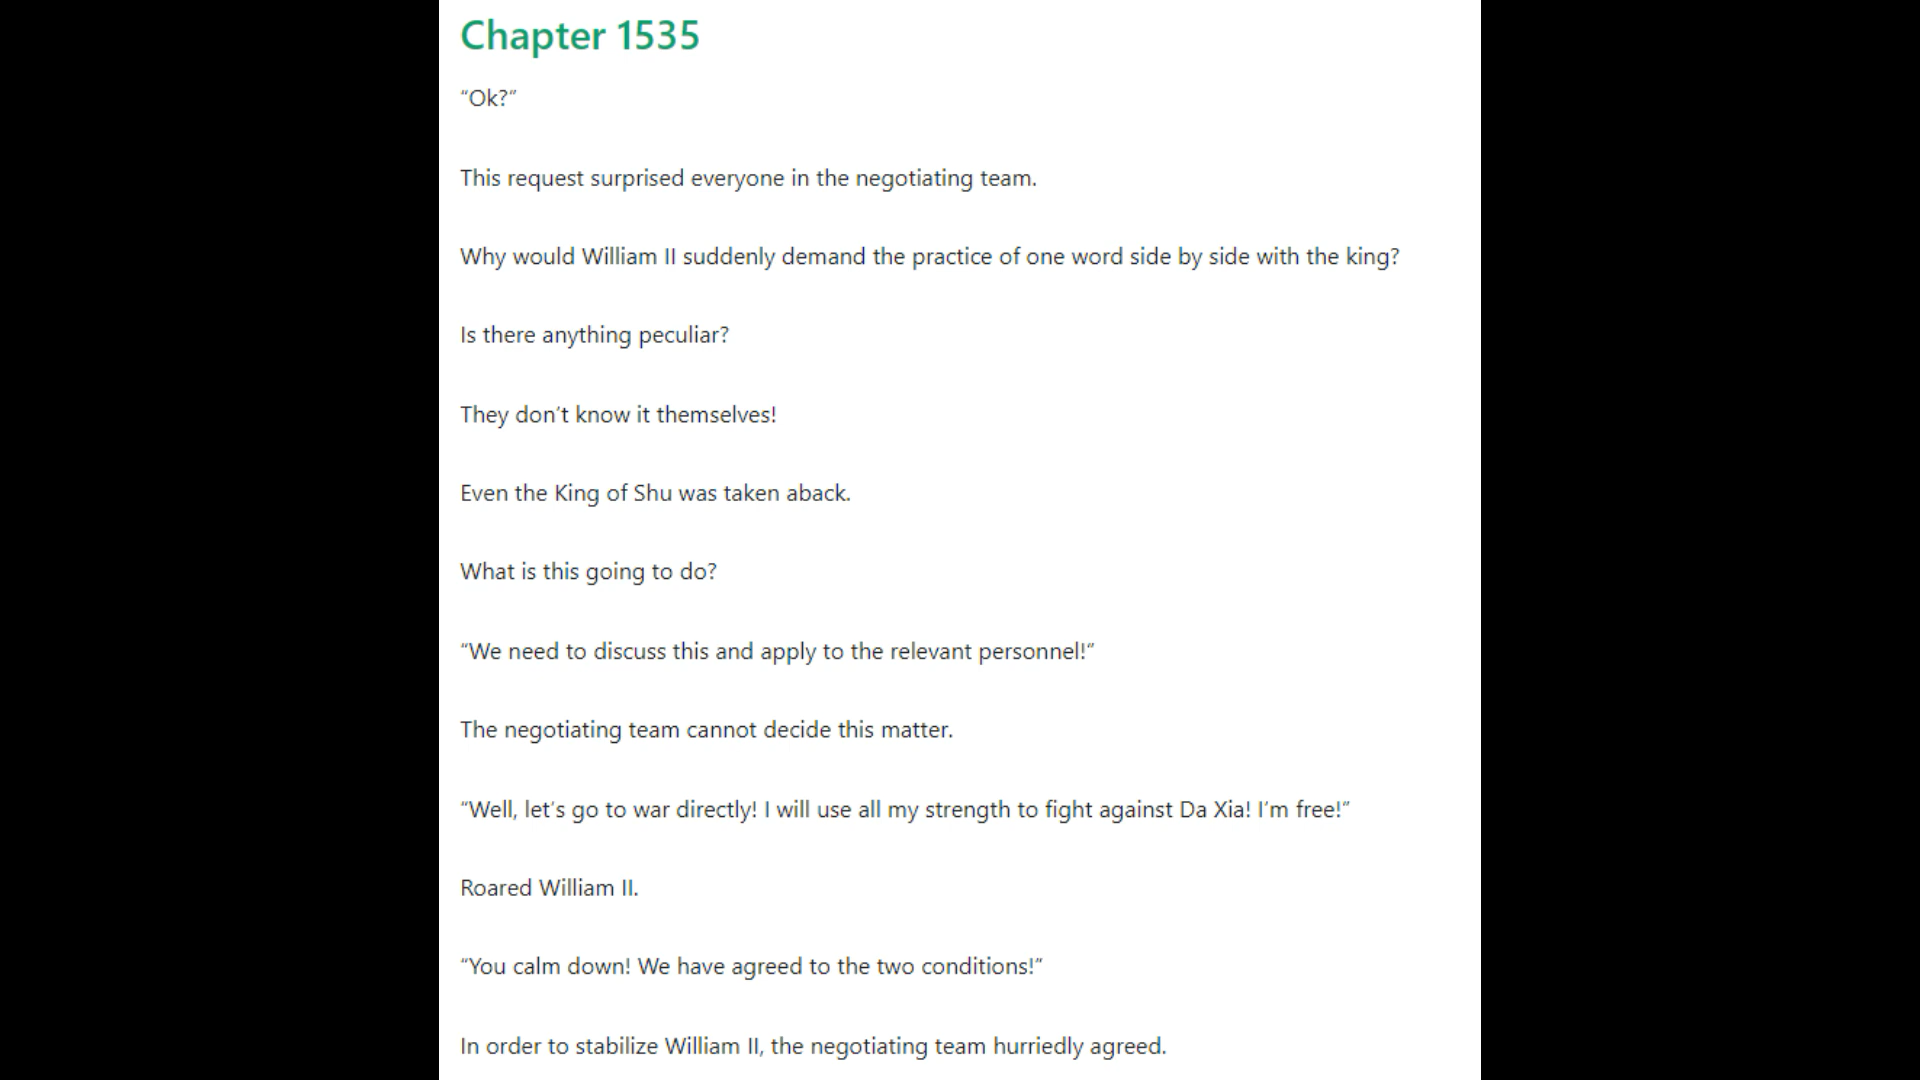 Chapter 1535
“Ok?”
This request surprised everyone in the negotiating team.
Why would William II suddenly demand the practice of one word side by side with the king?
Is there anything peculiar?
They don’t know it themselves!
Even the King of Shu was taken aback.
What is this going to do?
“We need to discuss this and apply to the relevant personnel!”
The negotiating team cannot decide this matter.
“Well, let’s go to war directly! I will use all my strength to fight against Da Xia! I’m free!”
Roared William II.
“You calm down! We have agreed to the two conditions!”
In order to stabilize William II, the negotiating team hurriedly agreed.